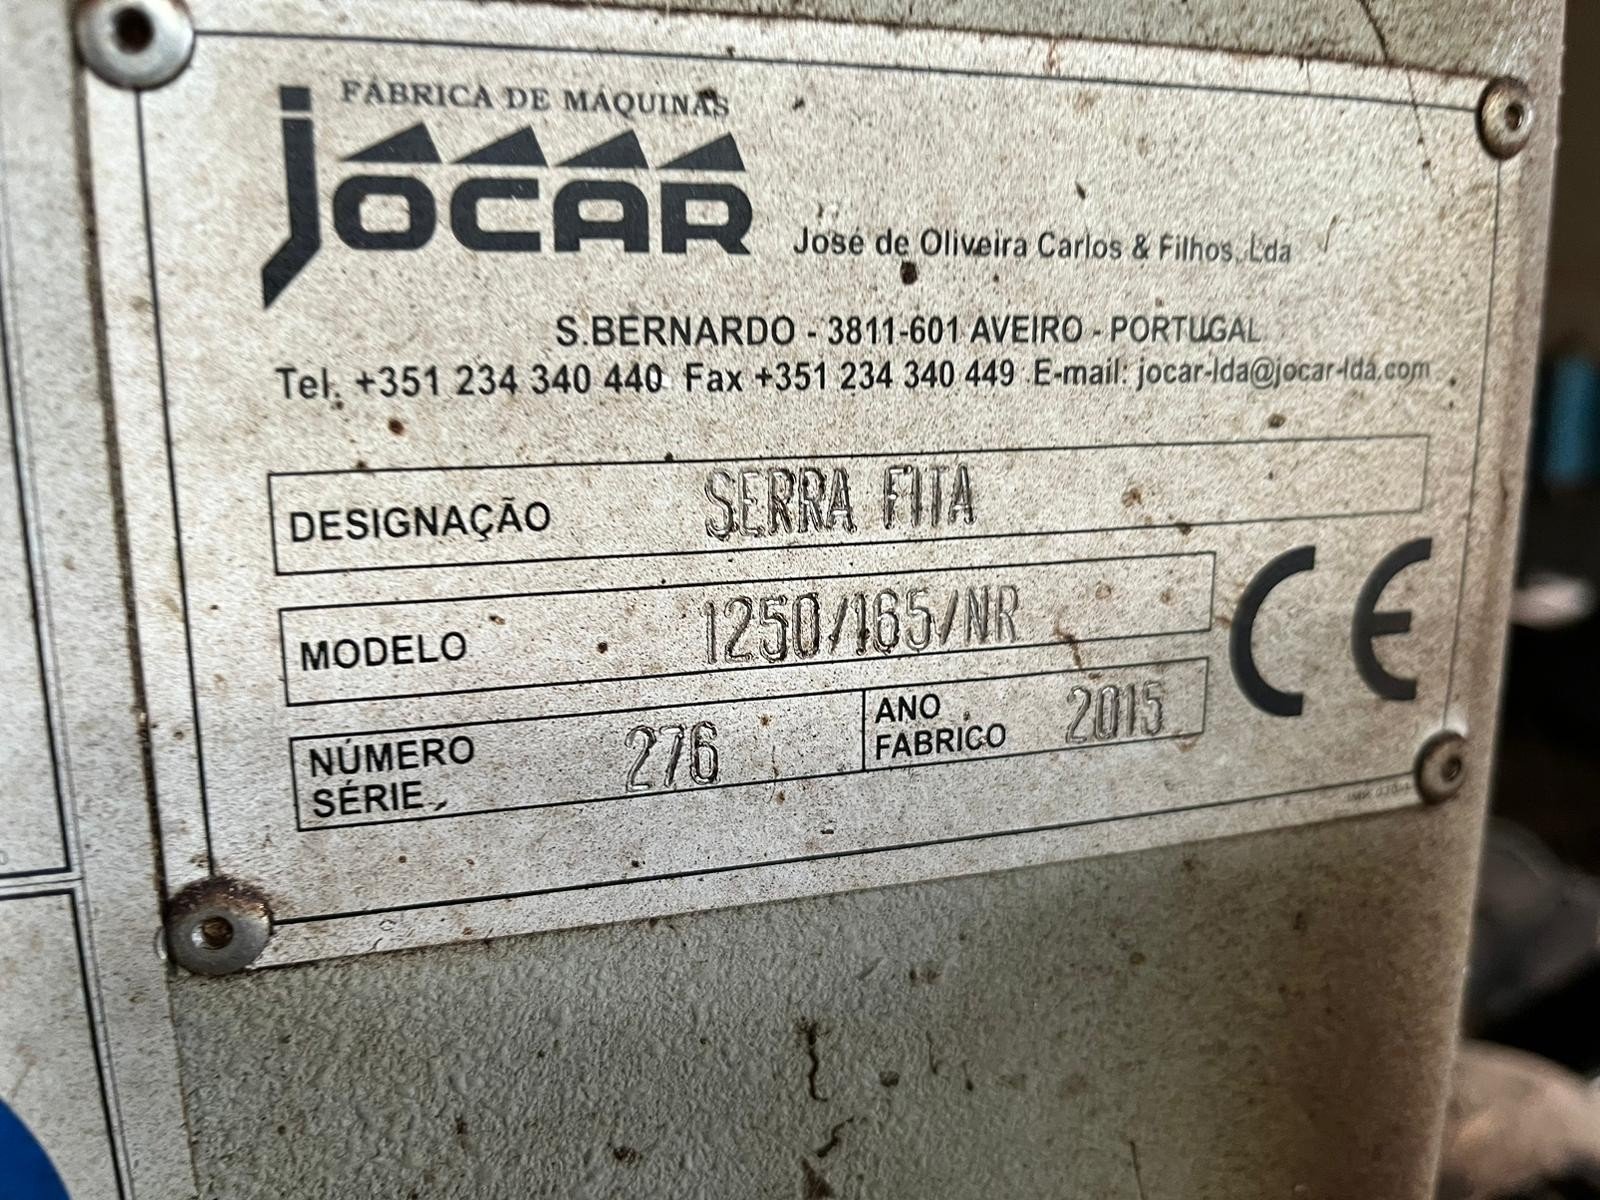 FÁBRICA DE MÁQUINAS
JOCAR
José de Oliveira Carlos & Filhos, Lda
S.BERNARDO - 3811-601 AVEIRO - PORTUGAL
Tel. +351 234 340 440 Fax +351 234 340 449 E-mail: jocar-lda@jocar-lda.com
DESIGNAÇÃO SERRA FITA
MODELO 1250/165/NR
CE
NÚMERO SÉRIE 276 ANO FABRICO 2015